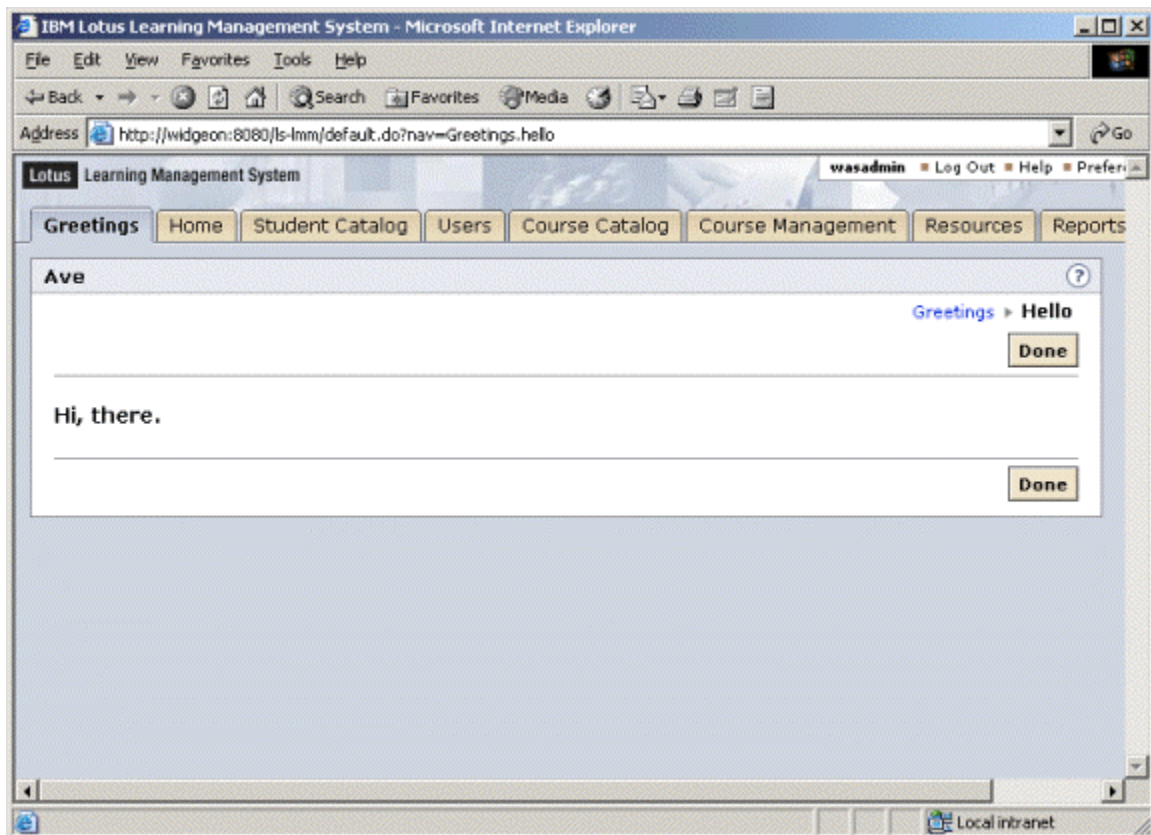 IBM Lotus Learning Management System - Microsoft Internet Explorer
File Edit View Favorites Tools Help
Back Search Favorites Media
Address http://widgeon:8080/ls-lmm/default.do?nav=Greetings.hello Go
Lotus Learning Management System wasadmin Log Out Help Prefer
Greetings Home Student Catalog Users Course Catalog Course Management Resources Reports
Ave ?
Greetings Hello
Done
Hi, there.
Done
Local intranet